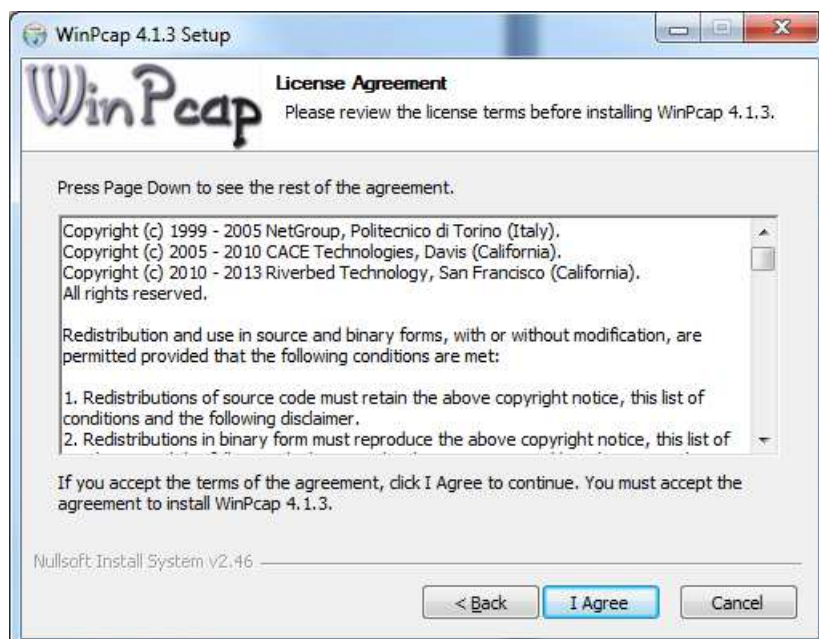 WinPcap 4.1.3 Setup
WinPcap
License Agreement
Please review the license terms before installing WinPcap 4.1.3.
Press Page Down to see the rest of the agreement.
Copyright (c) 1999 - 2005 NetGroup, Politecnico di Torino (Italy).
Copyright (c) 2005 - 2010 CACE Technologies, Davis (California).
Copyright (c) 2010 - 2013 Riverbed Technology, San Francisco (California).
All rights reserved.
Redistribution and use in source and binary forms, with or without modification, are
permitted provided that the following conditions are met:
1. Redistributions of source code must retain the above copyright notice, this list of
conditions and the following disclaimer.
2. Redistributions in binary form must reproduce the above copyright notice, this list of
If you accept the terms of the agreement, click I Agree to continue. You must accept the
agreement to install WinPcap 4.1.3.
Nullsoft Install System v2.46
< Back
I Agree
Cancel